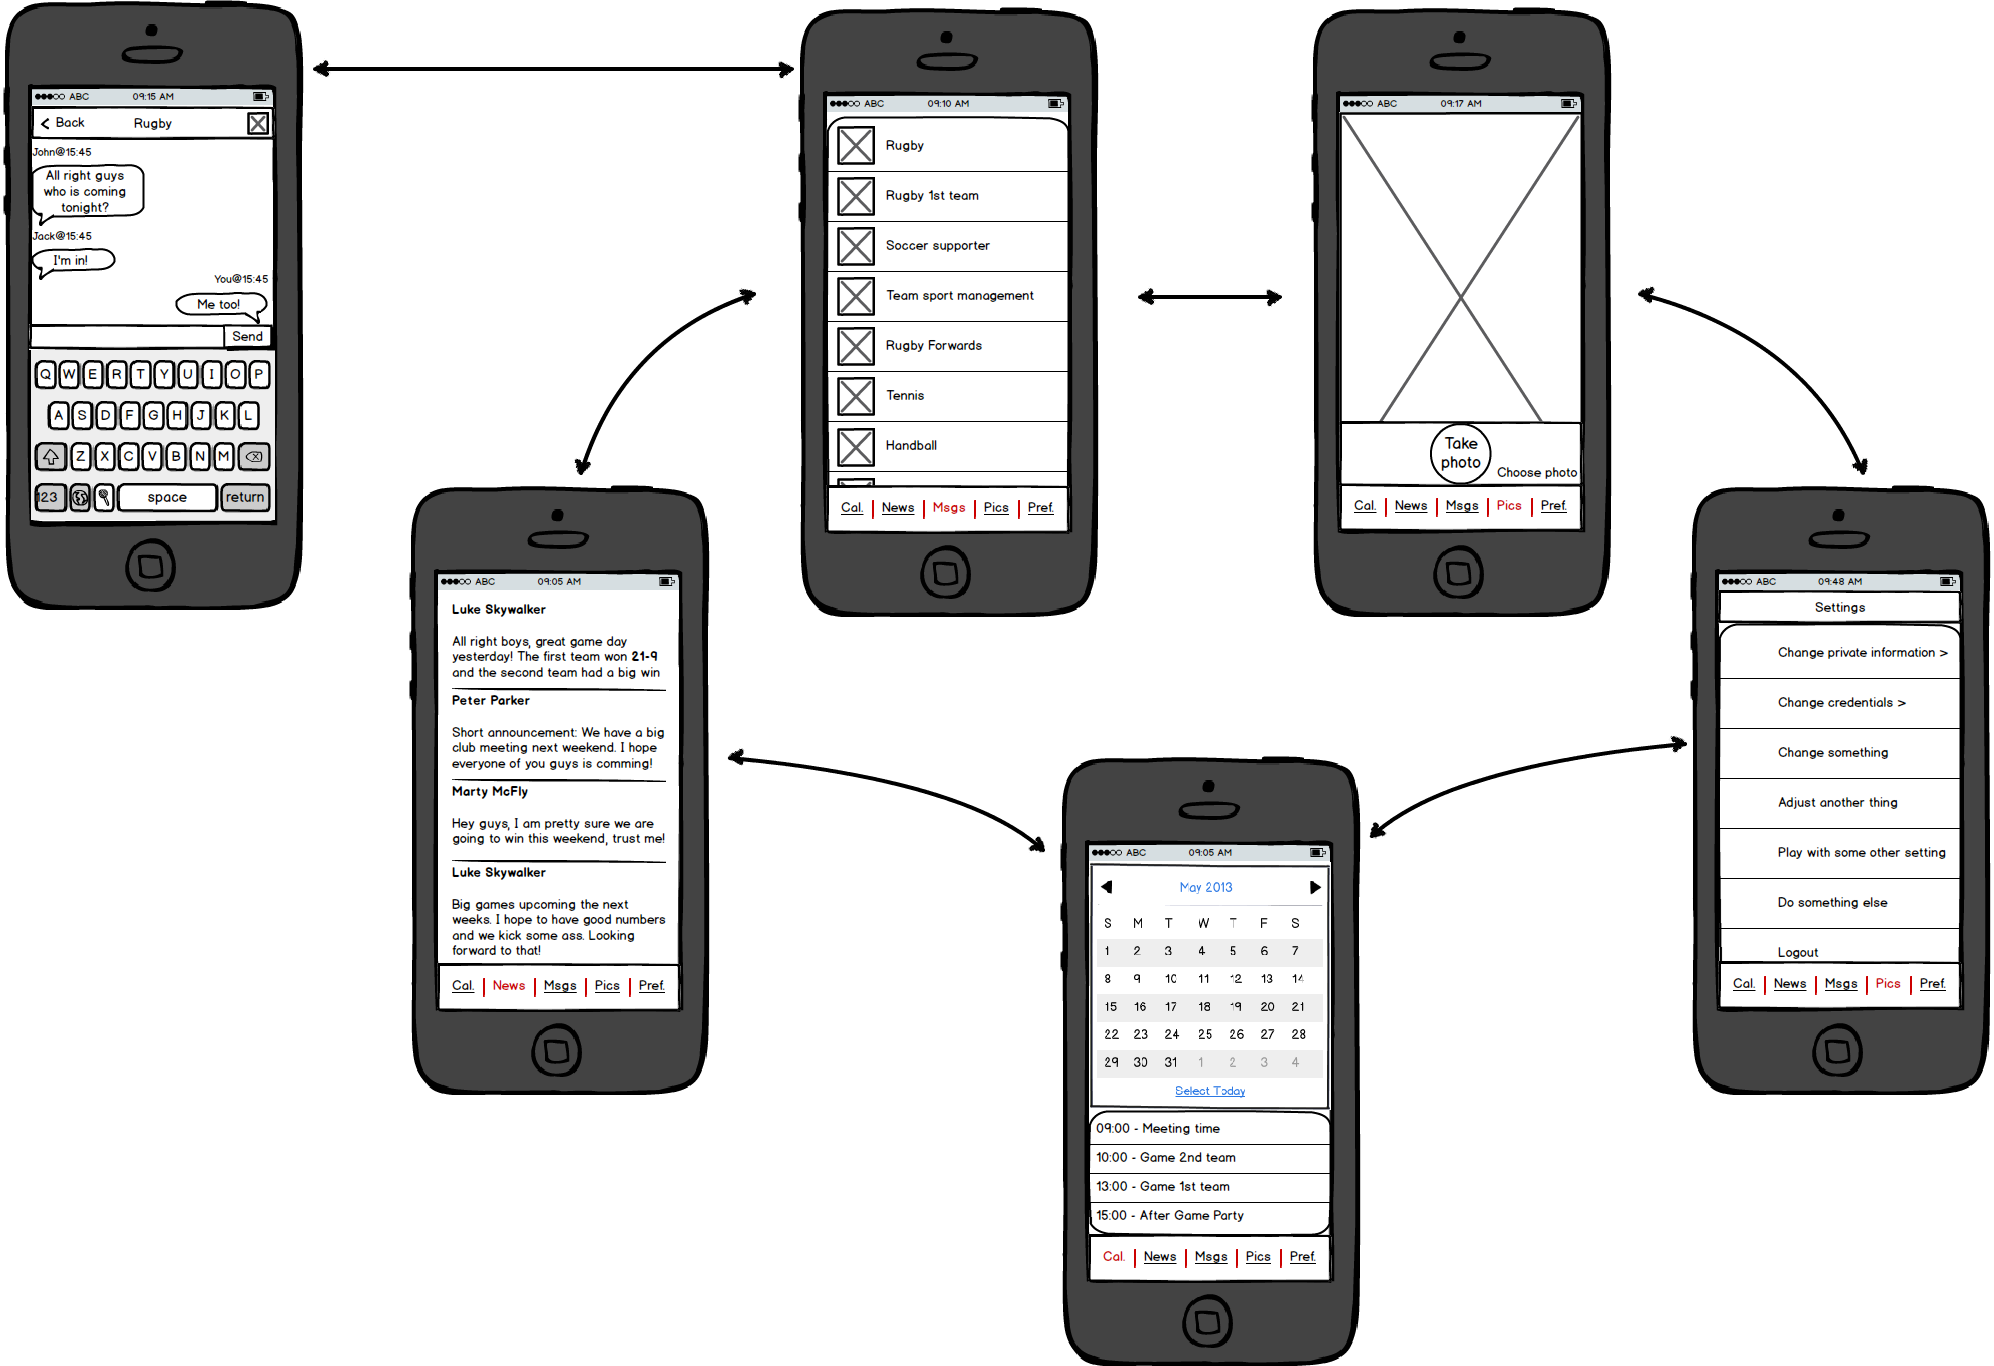 ABC 09:15 AM
Back Rugby
John@15:45
All right guys
who is coming
tonight?
Jack@15:45
I'm in!
You@15:45
Me too!
Send
Q W E R T Y U I O P
A S D F G H J K L
Z X C V B N M
123 space return
ABC 09:10 AM
Rugby
Rugby 1st team
Soccer supporter
Team sport management
Rugby Forwards
Tennis
Handball
Cal. News Msgs Pics Pref.
ABC 09:17 AM
Take
photo
Choose photo
Cal. News Msgs Pics Pref.
ABC 09:05 AM
Luke Skywalker
All right boys, great game day
yesterday! The first team won 21-9
and the second team had a big win
Peter Parker
Short announcement: We have a big
club meeting next weekend. I hope
everyone of you guys is comming!
Marty McFly
Hey guys, I am pretty sure we are
going to win this weekend, trust me!
Luke Skywalker
Big games upcoming the next
weeks. I hope to have good numbers
and we kick some ass. Looking
forward to that!
Cal. News Msgs Pics Pref.
ABC 09:05 AM
May 2013
S M T W T F S
1 2 3 4 5 6 7
8 9 10 11 12 13 14
15 16 17 18 19 20 21
22 23 24 25 26 27 28
29 30 31 1 2 3 4
Select Today
09:00 - Meeting time
10:00 - Game 2nd team
13:00 - Game 1st team
15:00 - After Game Party
Cal. News Msgs Pics Pref.
ABC 09:48 AM
Settings
Change private information >
Change credentials >
Change something
Adjust another thing
Play with some other setting
Do something else
Logout
Cal. News Msgs Pics Pref.